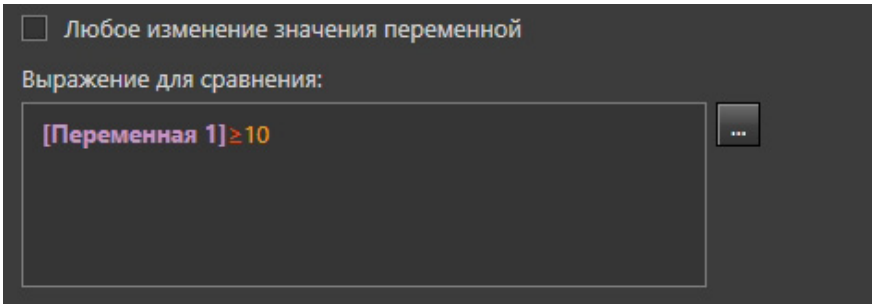 Любое изменение значения переменной
Выражение для сравнения:
[Переменная 1]≥10
...